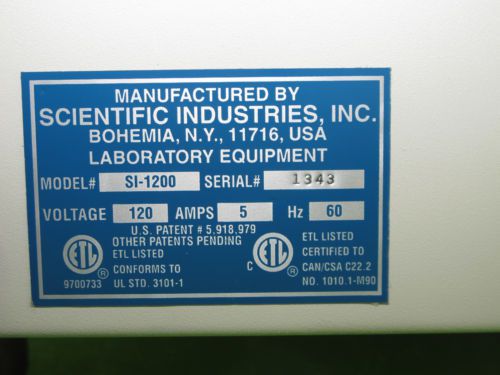 MANUFACTURED BY
SCIENTIFIC INDUSTRIES, INC.
BOHEMIA, N.Y., 11716, USA
LABORATORY EQUIPMENT
MODEL# SI-1200 SERIAL# 1343
VOLTAGE 120 AMPS 5 Hz 60
U.S. PATENT # 5.918.979
OTHER PATENTS PENDING
ETL ® 9700733
ETL LISTED
CONFORMS TO
UL STD. 3101-1
C ETL ®
ETL LISTED
CERTIFIED TO
CAN/CSA C22.2
NO. 1010.1-M90